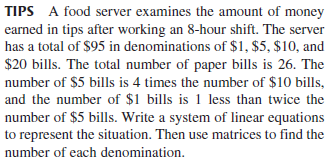 TIPS A food server examines the amount of money
earned in tips after working an 8-hour shift. The server
has a total of $95 in denominations of $1, $5, $10, and
$20 bills. The total number of paper bills is 26. The
number of $5 bills is 4 times the number of $10 bills,
and the number of $1 bills is 1 less than twice the
number of $5 bills. Write a system of linear equations
to represent the situation. Then use matrices to find the
number of each denomination.